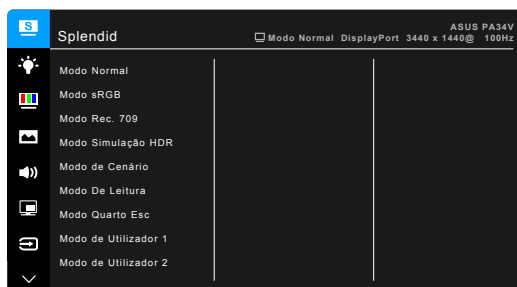 S
ASUS PA34V
Splendid
Modo Normal DisplayPort 3440 x 1440@ 100Hz
Modo Normal
Modo sRGB
Modo Rec. 709
Modo Simulação HDR
Modo de Cenário
Modo De Leitura
Modo Quarto Esc
Modo de Utilizador 1
Modo de Utilizador 2